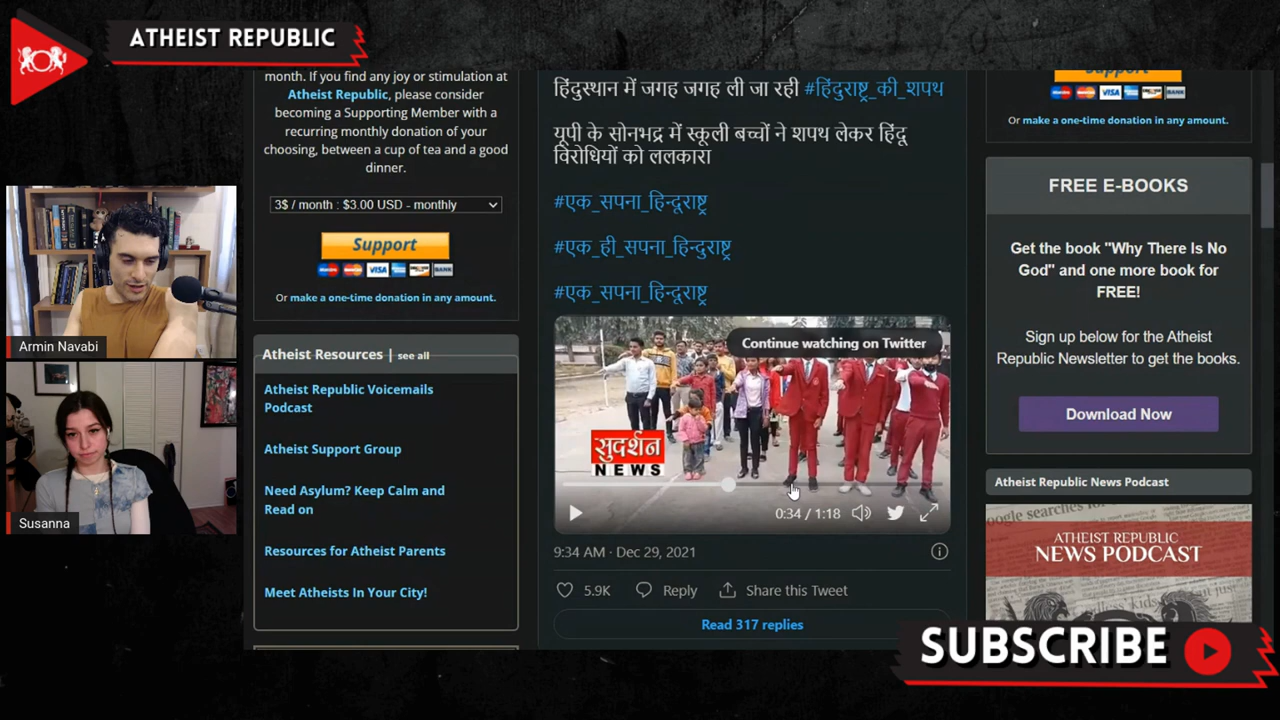 ATHEIST REPUBLIC
month. If you find any joy or stimulation at
Atheist Republic, please consider
becoming a Supporting Member with a
recurring monthly donation of your
choosing, between a cup of tea and a good
dinner.
3$ / month : $3.00 USD - monthly
Support
VISA
BANK
Or make a one-time donation in any amount.
Atheist Resources | see all
Atheist Republic Voicemails
Podcast
Atheist Support Group
Need Asylum? Keep Calm and
Read on
Resources for Atheist Parents
Meet Atheists In Your City!
हिंदुस्थान में जगह जगह ली जा रही #हिंदुराष्ट्र_की_शपथ
यूपी के सोनभद्र में स्कूली बच्चों ने शपथ लेकर हिंदू
विरोधियों को ललकारा
#एक_सपना_हिन्दूराष्ट्र
#एक_ही_सपना_हिन्दुराष्ट्र
#एक_सपना_हिन्दूराष्ट्र
Continue watching on Twitter
सुदर्शन
NEWS
0:34 / 1:18
9:34 AM · Dec 29, 2021
5.9K
Reply
Share this Tweet
Read 317 replies
Support
VISA
BANK
Or make a one-time donation in any amount.
FREE E-BOOKS
Get the book "Why There Is No
God" and one more book for
FREE!
Sign up below for the Atheist
Republic Newsletter to get the books.
Download Now
Atheist Republic News Podcast
ATHEIST REPUBLIC
NEWS PODCAST
Armin Navabi
Susanna
SUBSCRIBE